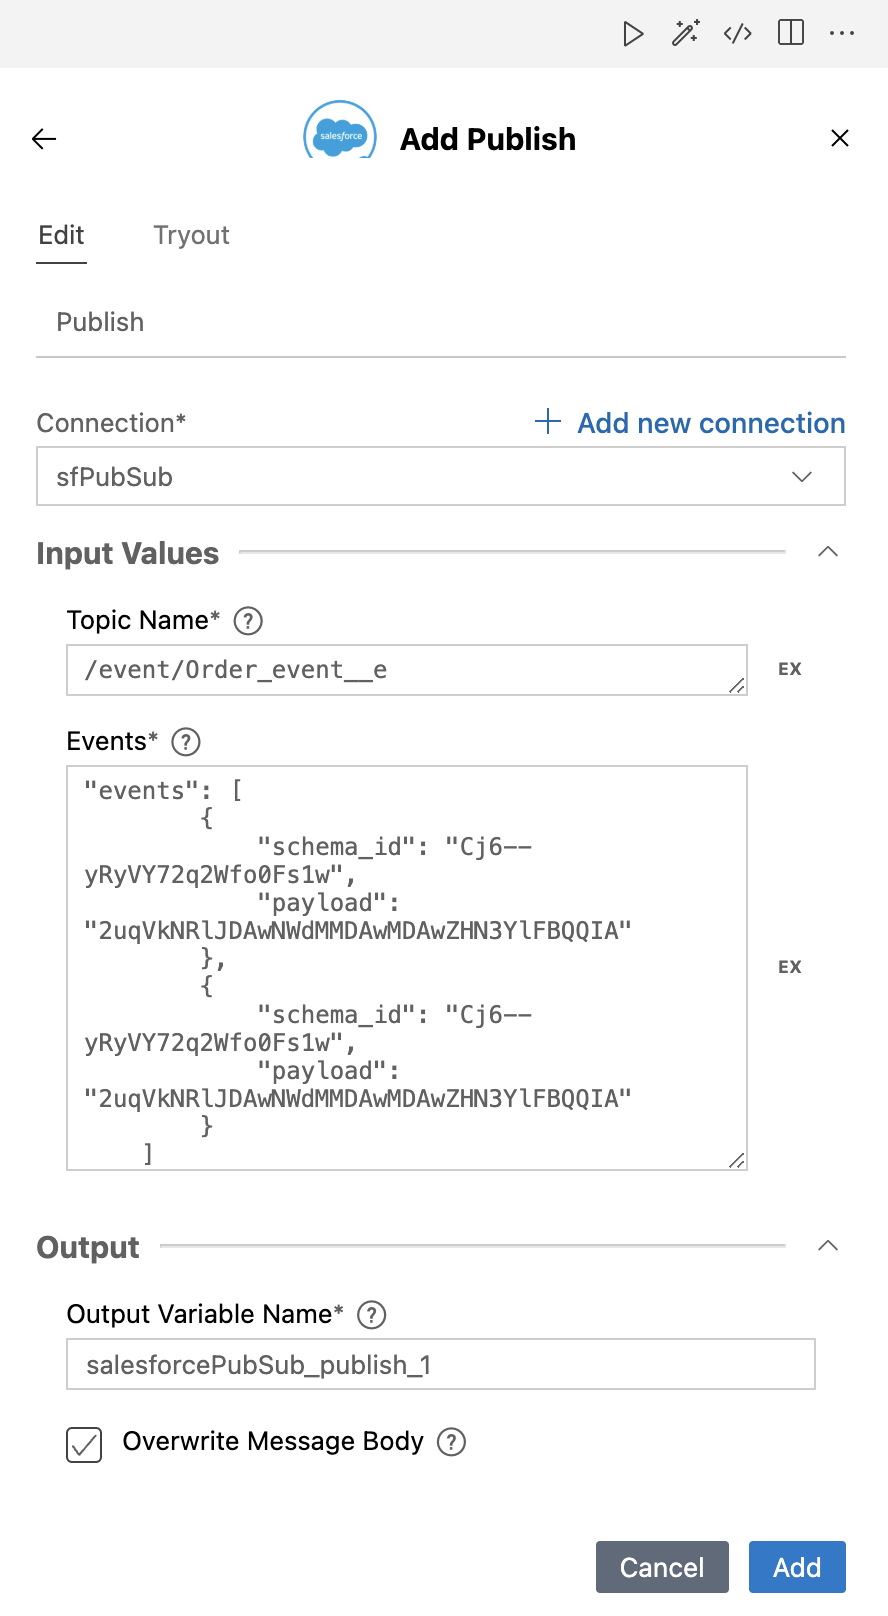 salesforce
Add Publish
Edit Tryout
Publish
Connection* + Add new connection
sfPubSub
Input Values
Topic Name* ?
/event/Order_event__e EX
Events* ?
"events": [
{
"schema_id": "Cj6--
yRyVY72q2Wfo0Fs1w",
"payload":
"2uqVkNRlJDAwNWdMMDAwMDAwZHN3YlFBQQIA"
},
EX
{
"schema_id": "Cj6--
yRyVY72q2Wfo0Fs1w",
"payload":
"2uqVkNRlJDAwNWdMMDAwMDAwZHN3YlFBQQIA"
}
]
Output
Output Variable Name* ?
salesforcePubSub_publish_1
Overwrite Message Body ?
Cancel Add